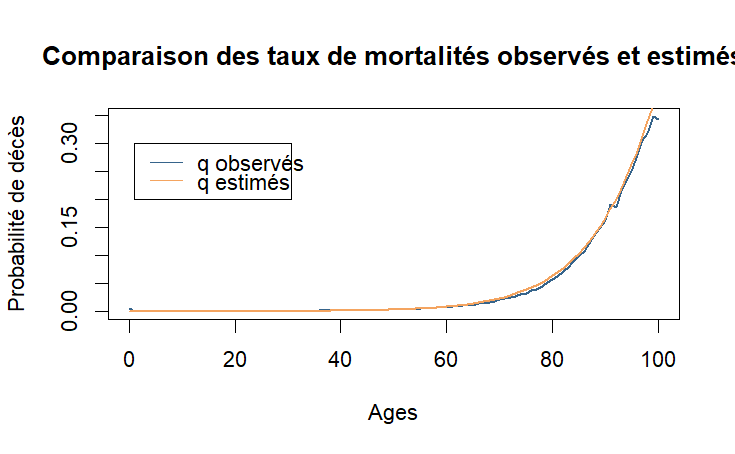 Comparaison des taux de mortalités observés et estimés
Probabilité de décès
0.30
0.15
0.00
q observés
q estimés
0 20 40 60 80 100
Ages